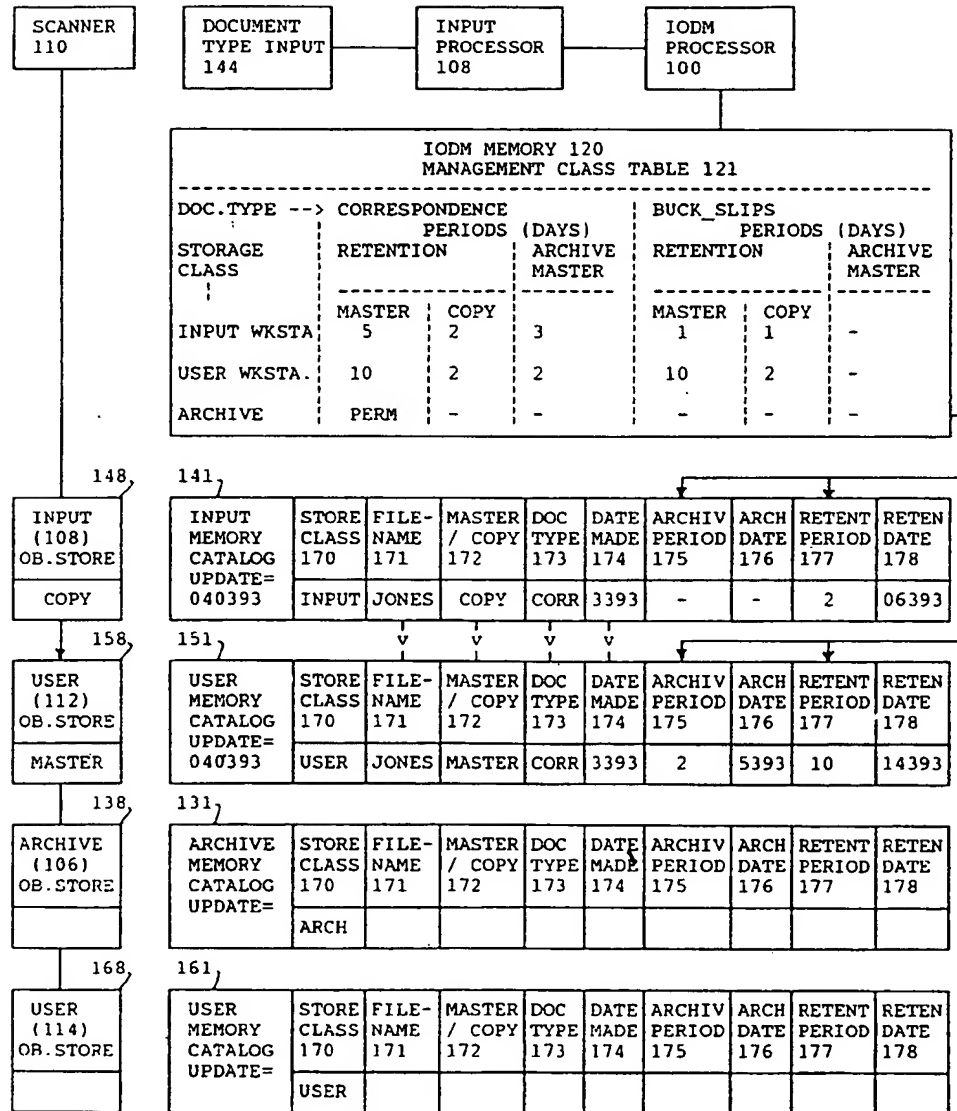 SCANNER
110
DOCUMENT
TYPE INPUT
144
INPUT
PROCESSOR
108
IODM
PROCESSOR
100
IODM MEMORY 120
MANAGEMENT CLASS TABLE 121
DOC.TYPE --> CORRESPONDENCE BUCK_SLIPS
PERIODS (DAYS) PERIODS (DAYS)
STORAGE RETENTION ARCHIVE RETENTION ARCHIVE
CLASS MASTER MASTER
MASTER COPY MASTER COPY
INPUT WKSTA 5 2 3 1 1 -
USER WKSTA. 10 2 2 10 2 -
ARCHIVE PERM - - - - -
148 141
INPUT INPUT STORE FILE- MASTER DOC DATE ARCHIV ARCH RETENT RETEN
(108) MEMORY CLASS NAME / COPY TYPE MADE PERIOD DATE PERIOD DATE
OB.STORE CATALOG 170 171 172 173 174 175 176 177 178
UPDATE=
COPY 040393 INPUT JONES COPY CORR 3393 - - 2 06393
158 151
USER USER STORE FILE- MASTER DOC DATE ARCHIV ARCH RETENT RETEN
(112) MEMORY CLASS NAME / COPY TYPE MADE PERIOD DATE PERIOD DATE
OB.STORE CATALOG 170 171 172 173 174 175 176 177 178
UPDATE=
MASTER 040393 USER JONES MASTER CORR 3393 2 5393 10 14393
138 131
ARCHIVE ARCHIVE STORE FILE- MASTER DOC DATE ARCHIV ARCH RETENT RETEN
(106) MEMORY CLASS NAME / COPY TYPE MADE PERIOD DATE PERIOD DATE
OB.STORE CATALOG 170 171 172 173 174 175 176 177 178
UPDATE=
ARCH
168 161
USER USER STORE FILE- MASTER DOC DATE ARCHIV ARCH RETENT RETEN
(114) MEMORY CLASS NAME / COPY TYPE MADE PERIOD DATE PERIOD DATE
OB.STORE CATALOG 170 171 172 173 174 175 176 177 178
UPDATE=
USER